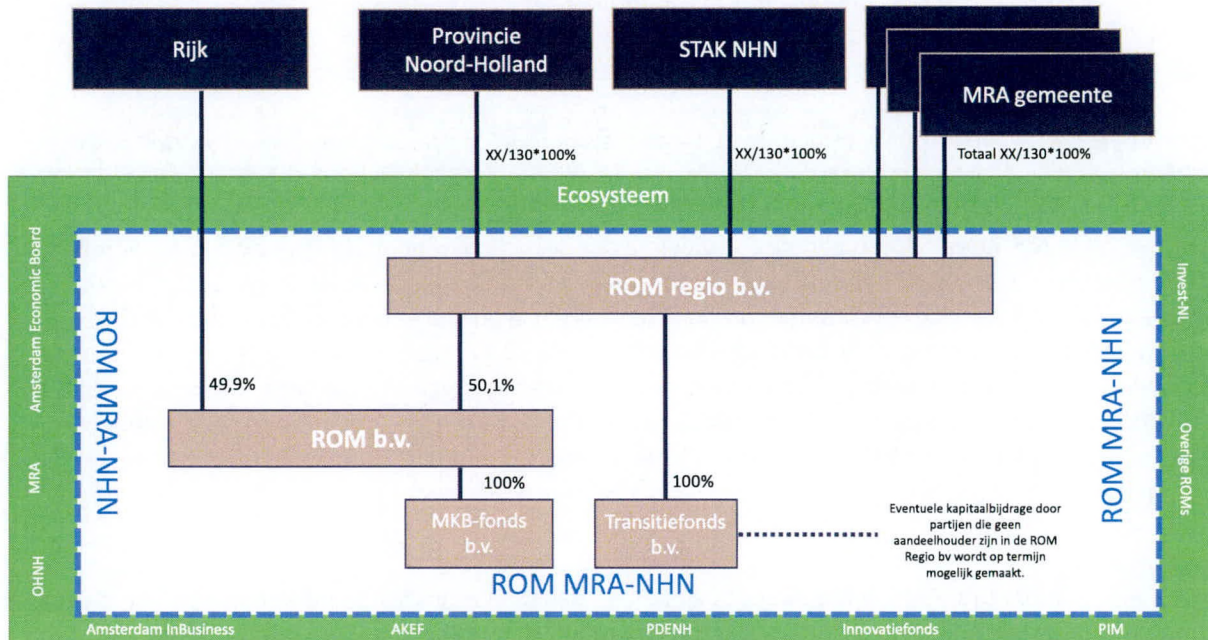 Rijk
Provincie
Noord-Holland
STAK NHN
MRA gemeente
XX/130*100%
XX/130*100%
Totaal XX/130*100%
Ecosysteem
Amsterdam Economic Board
MRA
OHNH
Invest-NL
Overige ROMs
ROM MRA-NHN
ROM MRA-NHN
ROM regio b.v.
49,9%
50,1%
ROM b.v.
100%
100%
MKB-fonds
b.v.
Transitiefonds
b.v.
Eventuele kapitaalbijdrage door
partijen die geen
aandeelhouder zijn in de ROM
Regio bv wordt op termijn
mogelijk gemaakt.
ROM MRA-NHN
Amsterdam InBusiness
AKEF
PDENH
Innovatiefonds
PIM